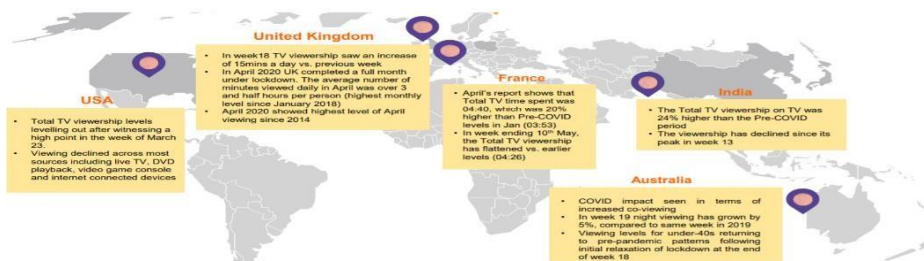 United Kingdom
• In week18 TV viewership saw an increase
of 15mins a day vs. previous week
• In April 2020 UK completed a full month
under lockdown. The average number of
minutes viewed daily in April was over 3
and half hours per person (highest monthly
level since January 2018)
• April 2020 showed highest level of April
viewing since 2014
USA
• Total TV viewership levels
levelling out after witnessing a
high point in the week of March
23.
• Viewing declined across most
sources including live TV, DVD
playback, video game console
and internet connected devices
France
• April's report shows that
Total TV time spent was
04:40, which was 20%
higher than Pre-COVID
levels in Jan (03:53)
• In week ending 10th May,
the Total TV viewership
has flattened vs. earlier
levels (04:26)
India
• The Total TV viewership on TV was
24% higher than the Pre-COVID
period
• The viewership has declined since its
peak in week 13
Australia
• COVID impact seen in terms of
increased co-viewing
• In week 19 night viewing has grown by
5%, compared to same week in 2019
• Viewing levels for under-40s returning
to pre-pandemic patterns following
initial relaxation of lockdown at the end
of week 18